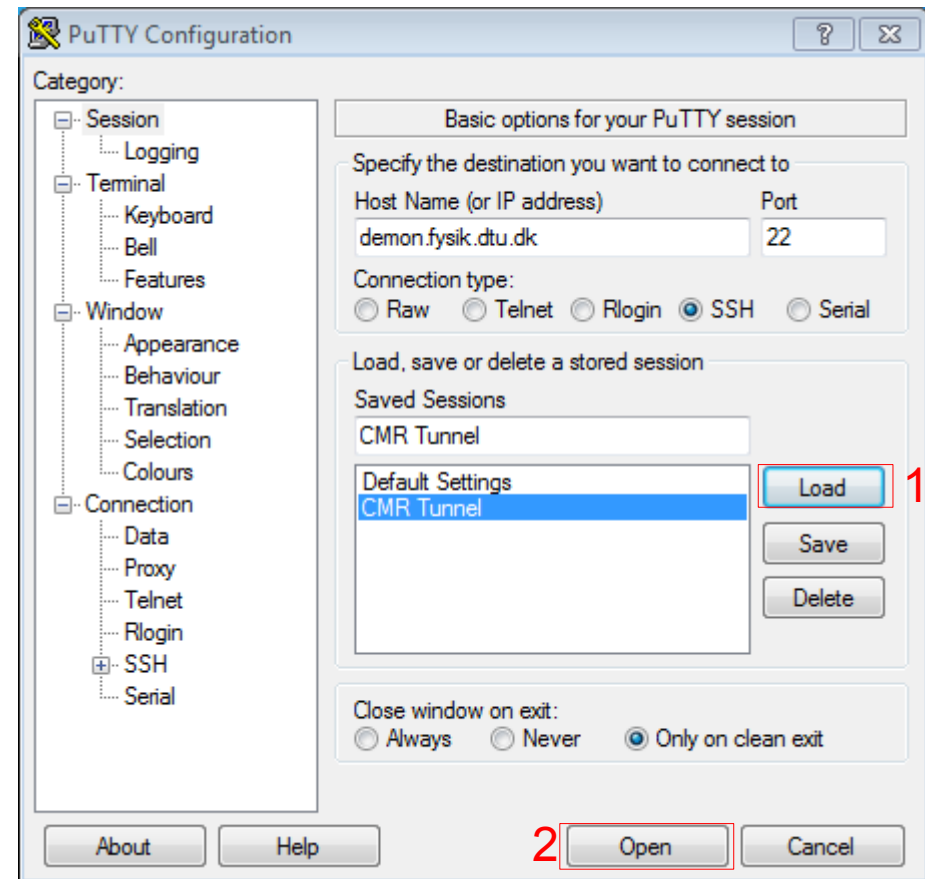 PuTTY Configuration
Category:
Session
Logging
Terminal
Keyboard
Bell
Features
Window
Appearance
Behaviour
Translation
Selection
Colours
Connection
Data
Proxy
Telnet
Rlogin
SSH
Serial
Basic options for your PuTTY session
Specify the destination you want to connect to
Host Name (or IP address) Port
demon.fysik.dtu.dk 22
Connection type:
Raw Telnet Rlogin SSH Serial
Load, save or delete a stored session
Saved Sessions
CMR Tunnel
Default Settings
CMR Tunnel
Load 1
Save
Delete
Close window on exit:
Always Never Only on clean exit
About Help 2 Open Cancel